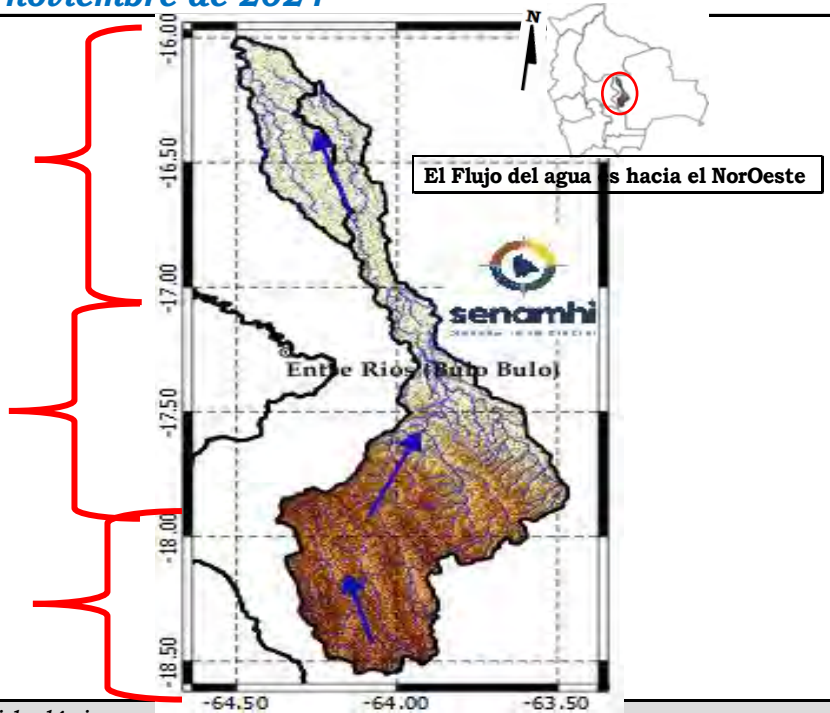 noviembre de 2024
N
El Flujo del agua es hacia el NorOeste
-16.00
-16.50
-17.00
-17.50
-18.00
-18.50
senamhi
Entre Rios (Bulo Bulo)
-64.50 -64.00 -63.50